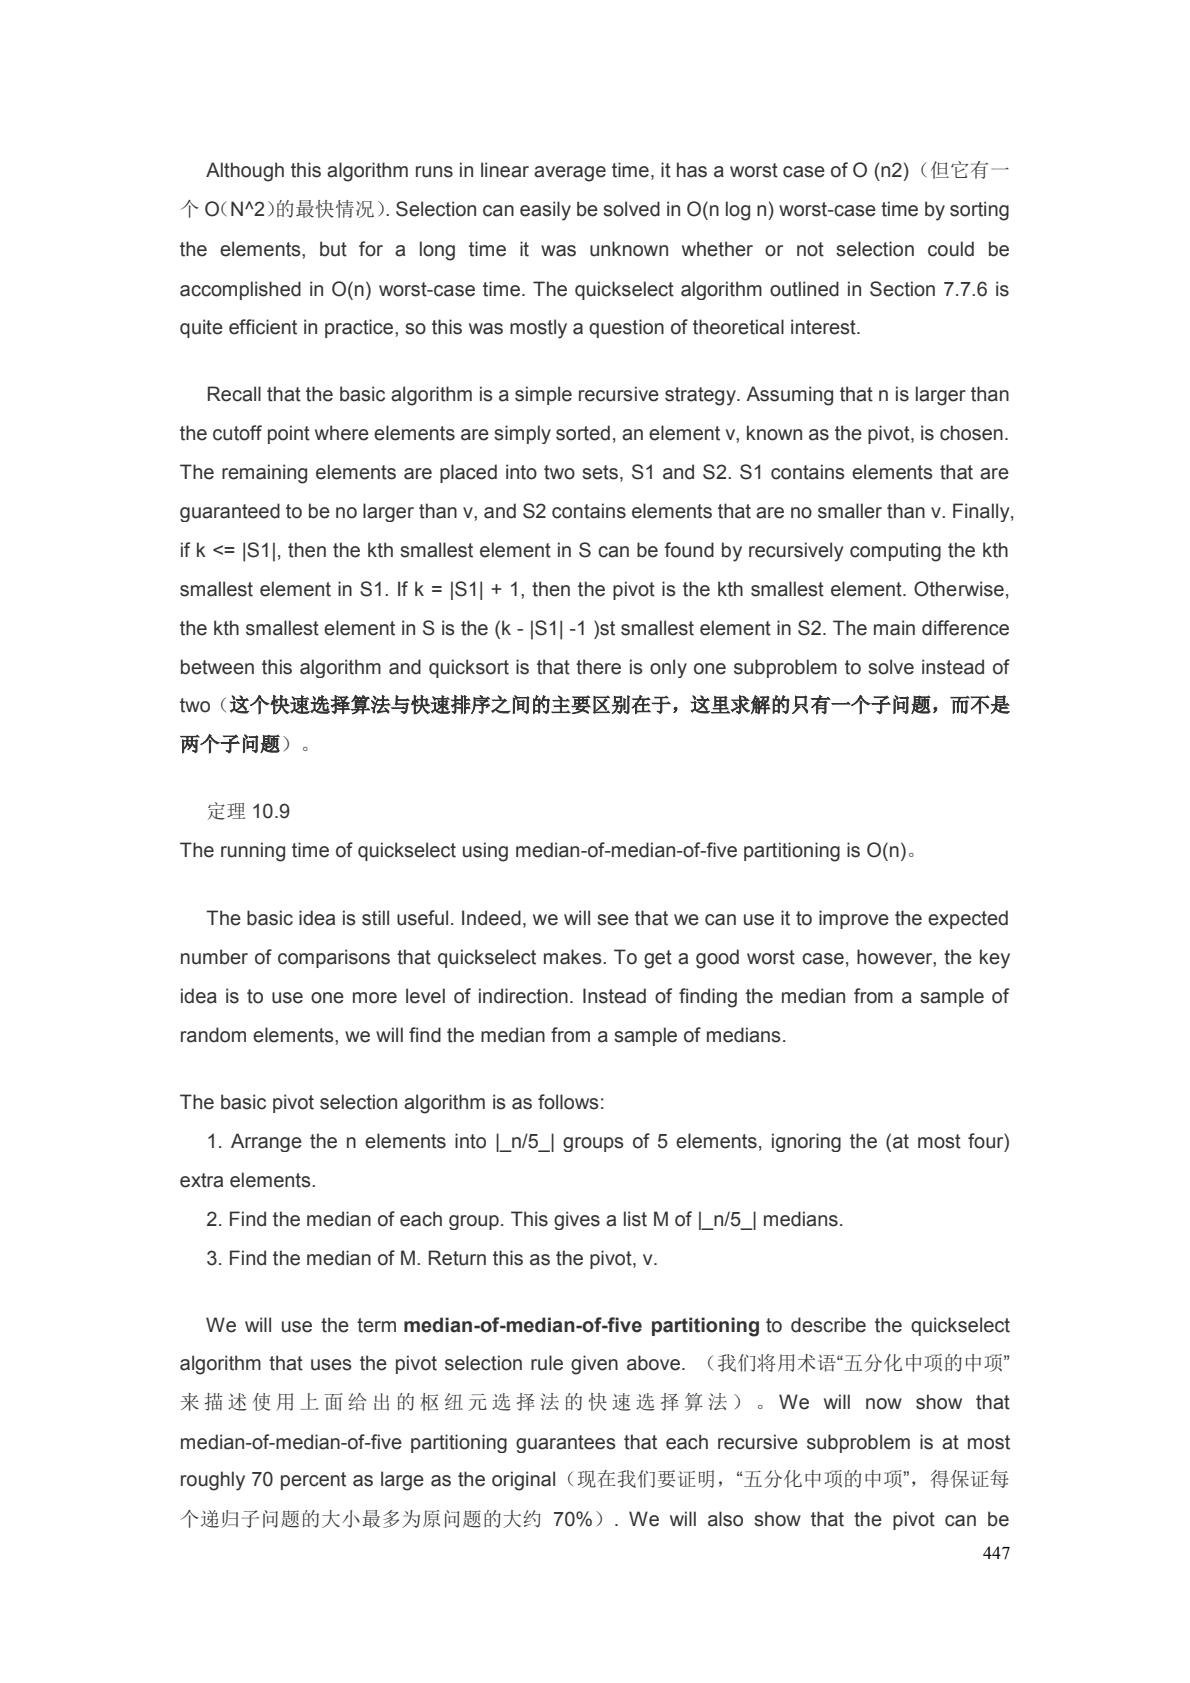 Although this algorithm runs in linear average time, it has a worst case of O (n2)（但它有一
个 O（N^2）的最快情况）. Selection can easily be solved in O(n log n) worst-case time by sorting
the elements, but for a long time it was unknown whether or not selection could be
accomplished in O(n) worst-case time. The quickselect algorithm outlined in Section 7.7.6 is
quite efficient in practice, so this was mostly a question of theoretical interest.
Recall that the basic algorithm is a simple recursive strategy. Assuming that n is larger than
the cutoff point where elements are simply sorted, an element v, known as the pivot, is chosen.
The remaining elements are placed into two sets, S1 and S2. S1 contains elements that are
guaranteed to be no larger than v, and S2 contains elements that are no smaller than v. Finally,
if k <= |S1|, then the kth smallest element in S can be found by recursively computing the kth
smallest element in S1. If k = |S1| + 1, then the pivot is the kth smallest element. Otherwise,
the kth smallest element in S is the (k - |S1| -1 )st smallest element in S2. The main difference
between this algorithm and quicksort is that there is only one subproblem to solve instead of
two（这个快速选择算法与快速排序之间的主要区别在于，这里求解的只有一个子问题，而不是
两个子问题）。
定理 10.9
The running time of quickselect using median-of-median-of-five partitioning is O(n)。
The basic idea is still useful. Indeed, we will see that we can use it to improve the expected
number of comparisons that quickselect makes. To get a good worst case, however, the key
idea is to use one more level of indirection. Instead of finding the median from a sample of
random elements, we will find the median from a sample of medians.
The basic pivot selection algorithm is as follows:
1. Arrange the n elements into |_n/5_| groups of 5 elements, ignoring the (at most four)
extra elements.
2. Find the median of each group. This gives a list M of |_n/5_| medians.
3. Find the median of M. Return this as the pivot, v.
We will use the term median-of-median-of-five partitioning to describe the quickselect
algorithm that uses the pivot selection rule given above. （我们将用术语“五分化中项的中项”
来描述使用上面给出的枢纽元选择法的快速选择算法）。We will now show that
median-of-median-of-five partitioning guarantees that each recursive subproblem is at most
roughly 70 percent as large as the original（现在我们要证明，“五分化中项的中项”，得保证每
个递归子问题的大小最多为原问题的大约 70%）. We will also show that the pivot can be
447